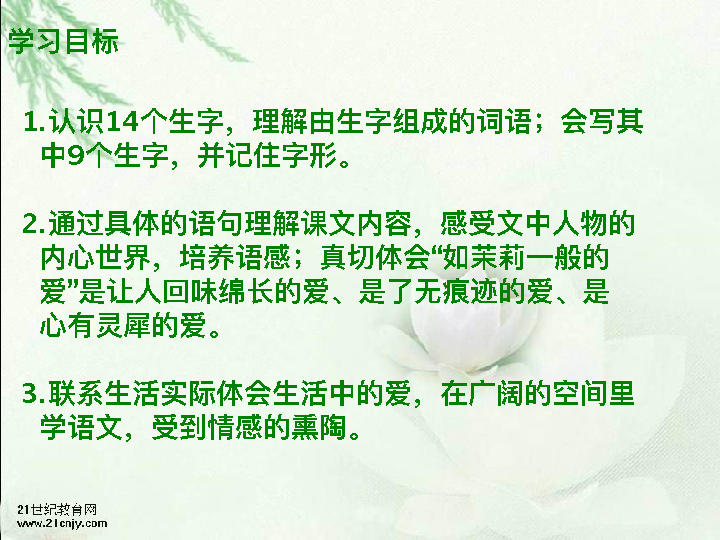 学习目标
1.认识14个生字，理解由生字组成的词语；会写其
中9个生字，并记住字形。
2.通过具体的语句理解课文内容，感受文中人物的
内心世界，培养语感；真切体会“如茉莉一般的
爱”是让人回味绵长的爱、是了无痕迹的爱、是
心有灵犀的爱。
3.联系生活实际体会生活中的爱，在广阔的空间里
学语文，受到情感的熏陶。
21世纪教育网
www.21cnjy.com